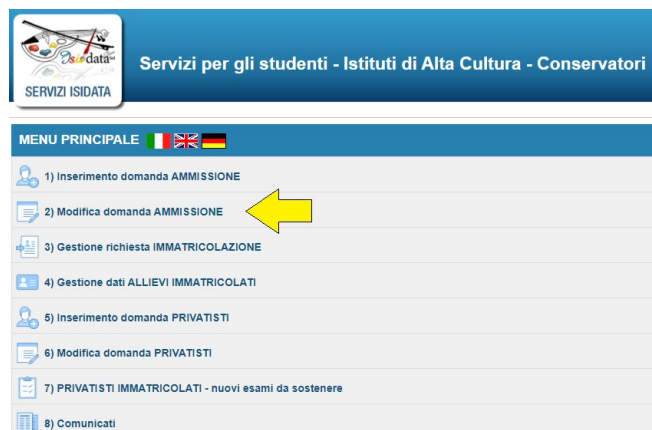 Isidata
SERVIZI ISIDATA
Servizi per gli studenti - Istituti di Alta Cultura - Conservatori
MENU PRINCIPALE
1) Inserimento domanda AMMISSIONE
2) Modifica domanda AMMISSIONE
3) Gestione richiesta IMMATRICOLAZIONE
4) Gestione dati ALLIEVI IMMATRICOLATI
5) Inserimento domanda PRIVATISTI
6) Modifica domanda PRIVATISTI
7) PRIVATISTI IMMATRICOLATI - nuovi esami da sostenere
8) Comunicati